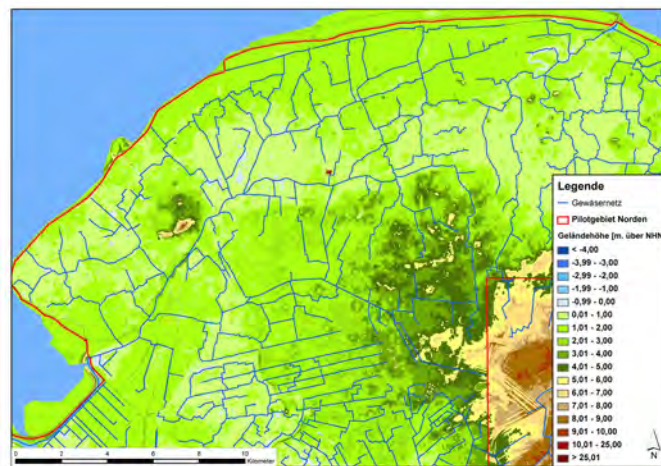 Legende
Gewäsernetz
Pilotgebiet Norden
Geländehöhe [m. über NHN]
< -4,00
-3,99 - -3,00
-2,99 - -2,00
-1,99 - -1,00
-0,99 - 0,00
0,01 - 1,00
1,01 - 2,00
2,01 - 3,00
3,01 - 4,00
4,01 - 5,00
5,01 - 6,00
6,01 - 7,00
7,01 - 8,00
8,01 - 9,00
9,01 - 10,00
10,01 - 25,00
> 25,01
N
0 2 4 6 8 10
Kilometer